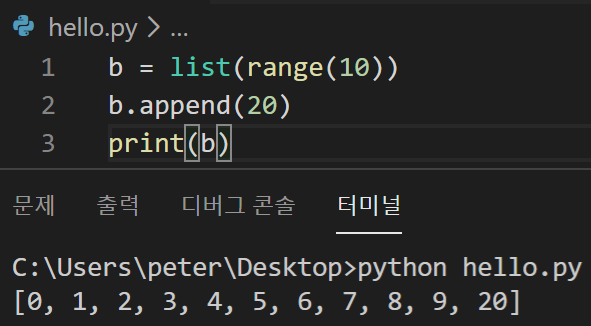 hello.py > ...
1 b = list(range(10))
2 b.append(20)
3 print(b)
문제 출력 디버그 콘솔 터미널
C:\Users\peter\Desktop>python hello.py
[0, 1, 2, 3, 4, 5, 6, 7, 8, 9, 20]